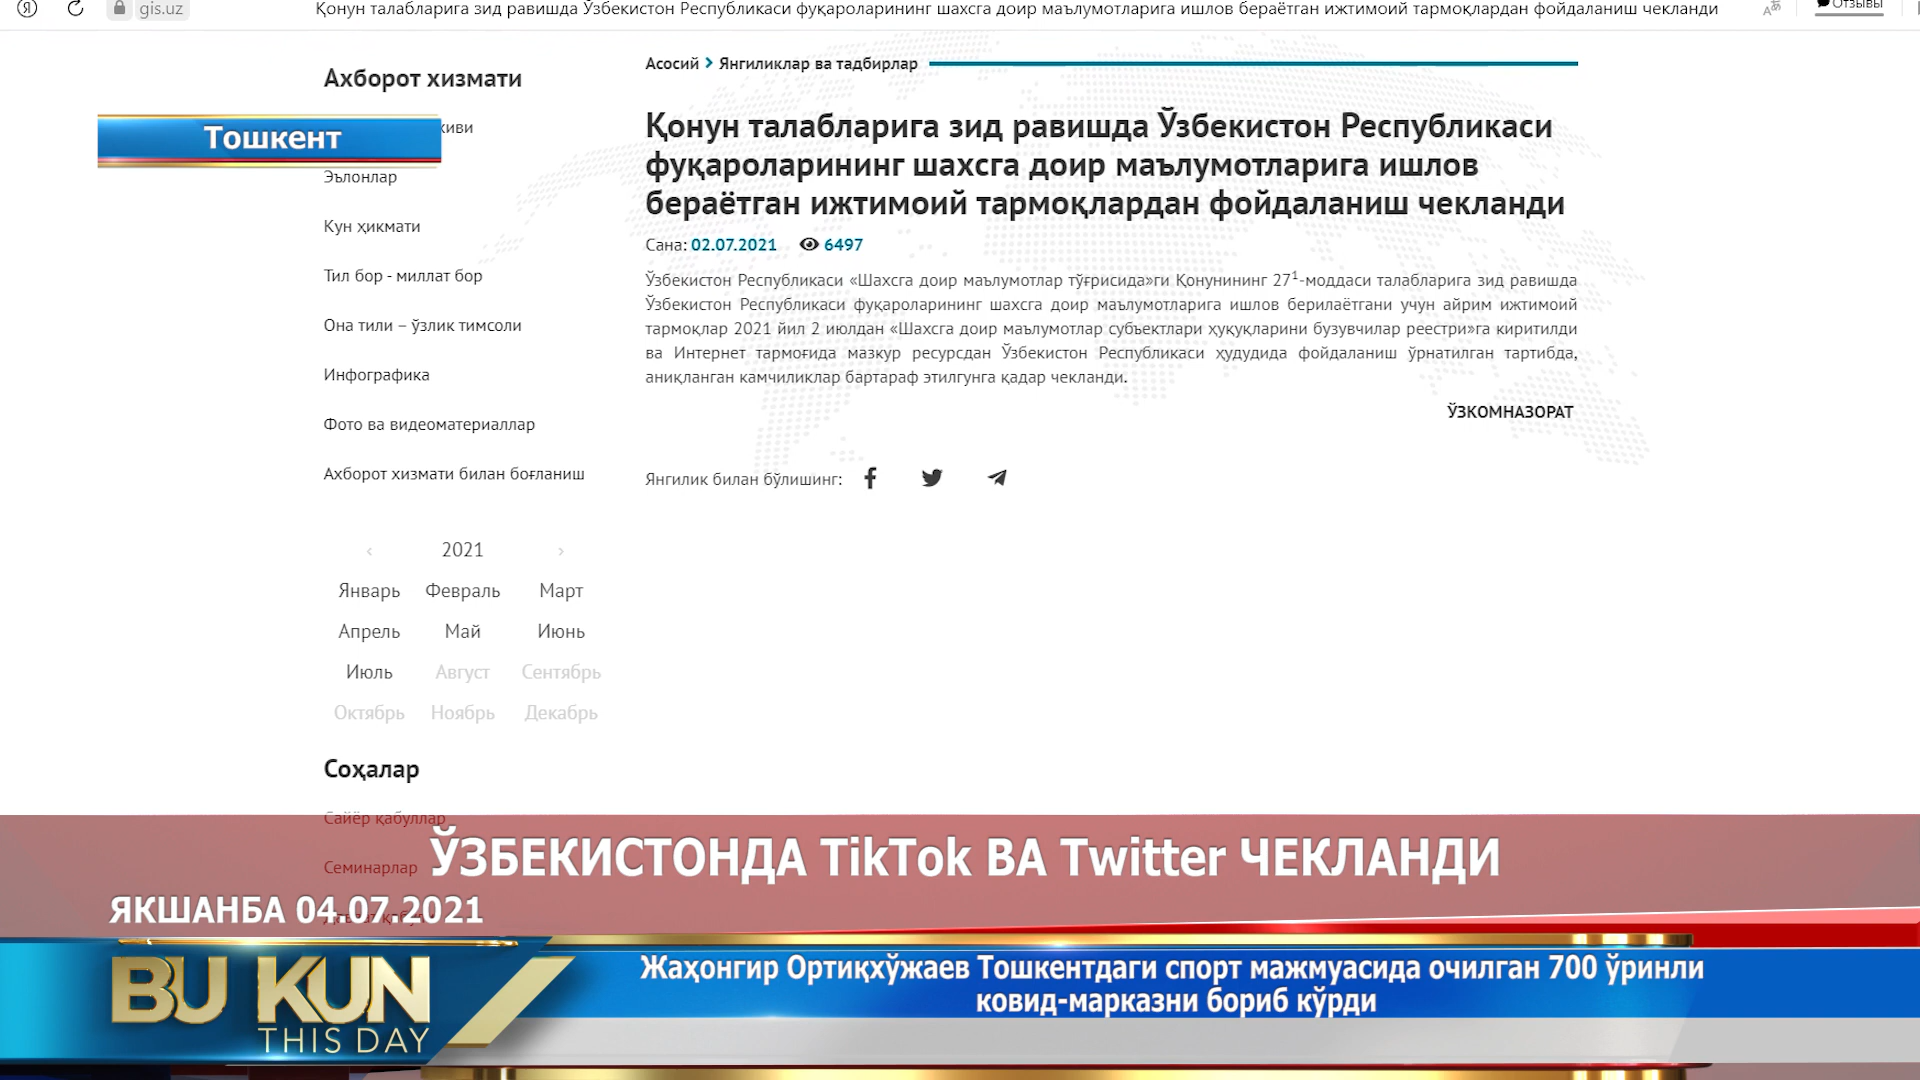 gis.uz
Қонун талабларига зид равишда Ўзбекистон Республикаси фуқароларининг шахсга доир маълумотларига ишлов бераётган ижтимоий тармоқлардан фойдаланиш чекланди
Отзывы
Ахборот хизмати
Тошкент
Эълонлар
Кун ҳикмати
Тил бор - миллат бор
Она тили – ўзлик тимсоли
Инфографика
Фото ва видеоматериаллар
Ахборот хизмати билан боғланиш
2021
Январь Февраль Март
Апрель Май Июнь
Июль Август Сентябрь
Октябрь Ноябрь Декабрь
Соҳалар
Сайёр қабуллар
Семинарлар
Асосий > Янгиликлар ва тадбирлар
Қонун талабларига зид равишда Ўзбекистон Республикаси
фуқароларининг шахсга доир маълумотларига ишлов
бераётган ижтимоий тармоқлардан фойдаланиш чекланди
Сана: 02.07.2021 6497
Ўзбекистон Республикаси «Шахсга доир маълумотлар тўғрисида»ги Қонунининг 27¹-моддаси талабларига зид равишда
Ўзбекистон Республикаси фуқароларининг шахсга доир маълумотларига ишлов берилаётгани учун айрим ижтимоий
тармоқлар 2021 йил 2 июлдан «Шахсга доир маълумотлар субъектлари ҳуқуқларини бузувчилар реестри»га киритилди
ва Интернет тармоғида мазкур ресурсдан Ўзбекистон Республикаси ҳудудида фойдаланиш ўрнатилган тартибда,
аниқланган камчиликлар бартараф этилгунга қадар чекланди.
ЎЗКОМНАЗОРАТ
Янгилик билан бўлишинг:
ЎЗБЕКИСТОНДА TikTok ВА Twitter ЧЕКЛАНДИ
ЯКШАНБА 04.07.2021
BU KUN
THIS DAY
Жаҳонгир Ортиқхўжаев Тошкентдаги спорт мажмуасида очилган 700 ўринли
ковид-марказни бориб кўрди